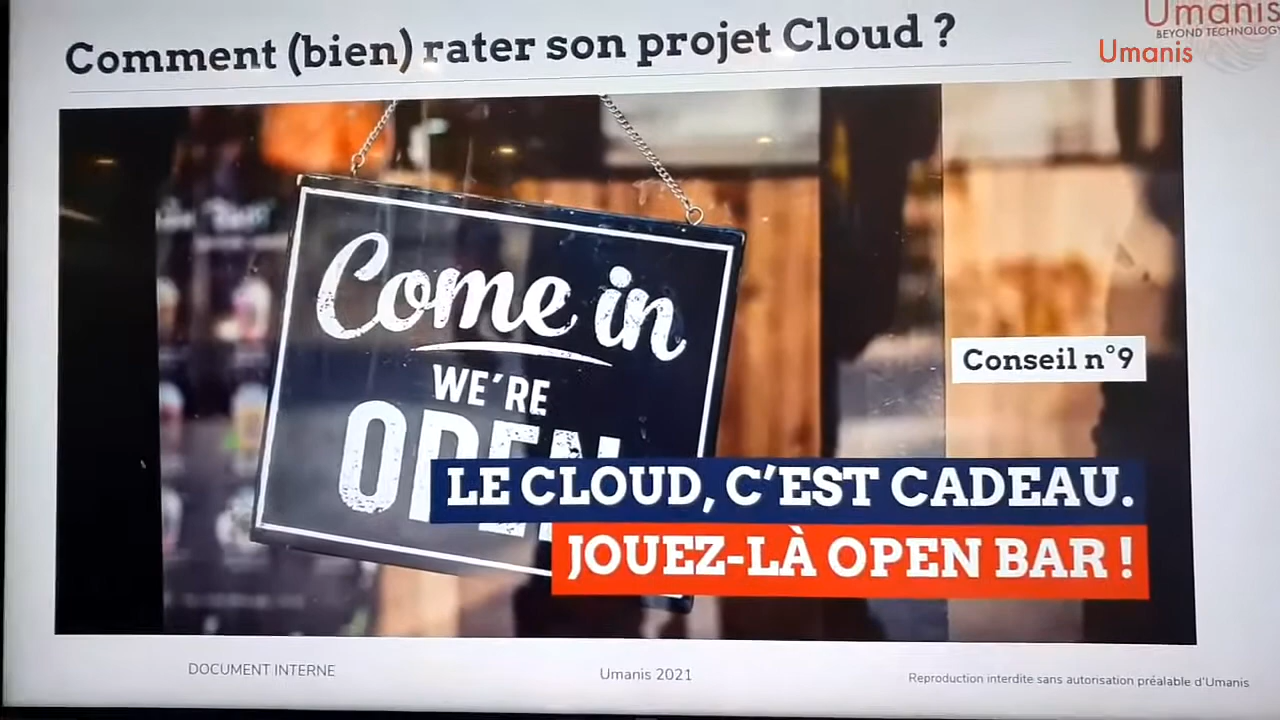 Comment (bien) rater son projet Cloud ?
Umanis
BEYOND TECHNOLOGY
Umanis
Come in
WE'RE
OPEN
Conseil n°9
LE CLOUD, C'EST CADEAU.
JOUEZ-LÀ OPEN BAR !
DOCUMENT INTERNE
Umanis 2021
Reproduction interdite sans autorisation préalable d'Umanis